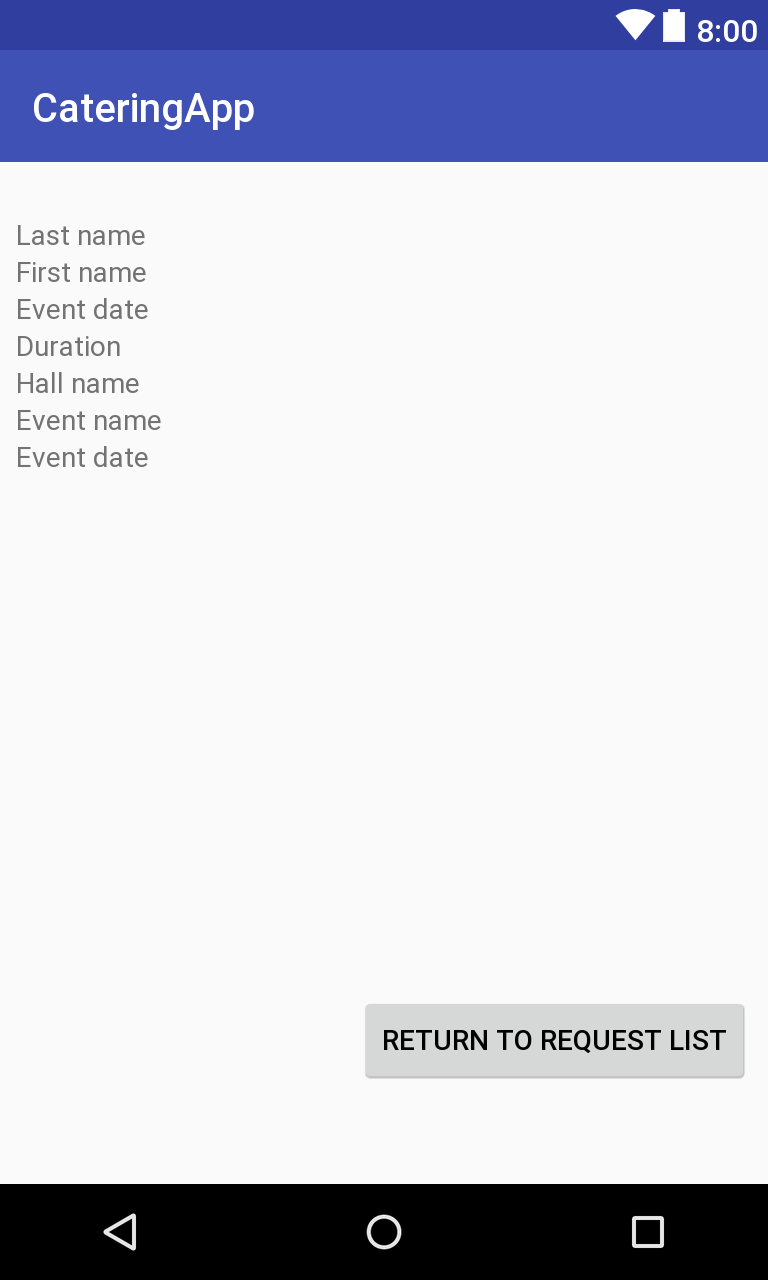 8:00
CateringApp
Last name
First name
Event date
Duration
Hall name
Event name
Event date
RETURN TO REQUEST LIST